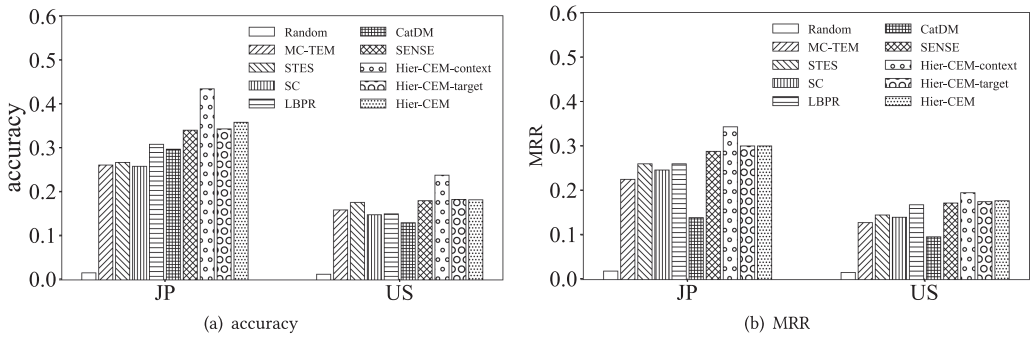 0.6
0.5
0.4
0.3
0.2
0.1
0.0
accuracy
Random
MC-TEM
STES
SC
LBPR
CatDM
SENSE
Hier-CEM-context
Hier-CEM-target
Hier-CEM
JP
US
(a) accuracy
0.6
0.5
0.4
0.3
0.2
0.1
0.0
MRR
Random
MC-TEM
STES
SC
LBPR
CatDM
SENSE
Hier-CEM-context
Hier-CEM-target
Hier-CEM
JP
US
(b) MRR